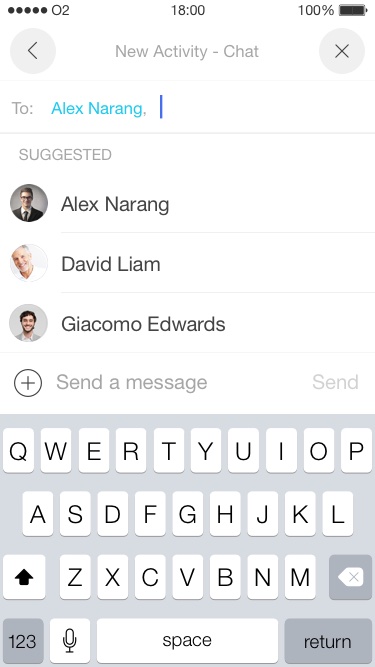 O2 18:00 100%
New Activity - Chat
To: Alex Narang,
SUGGESTED
Alex Narang
David Liam
Giacomo Edwards
Send a message Send
Q W E R T Y U I O P
A S D F G H J K L
Z X C V B N M
123 space return